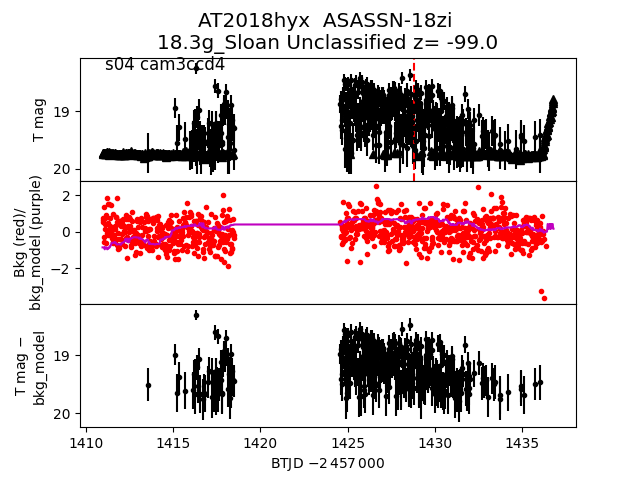 AT2018hyx ASASSN-18zi
18.3g_Sloan Unclassified z= -99.0
s04 cam3ccd4
T mag
19
20
Bkg (red)/
bkg_model (purple)
2
0
−2
T mag −
bkg_model
19
20
1410 1415 1420 1425 1430 1435
BTJD −2 457 000